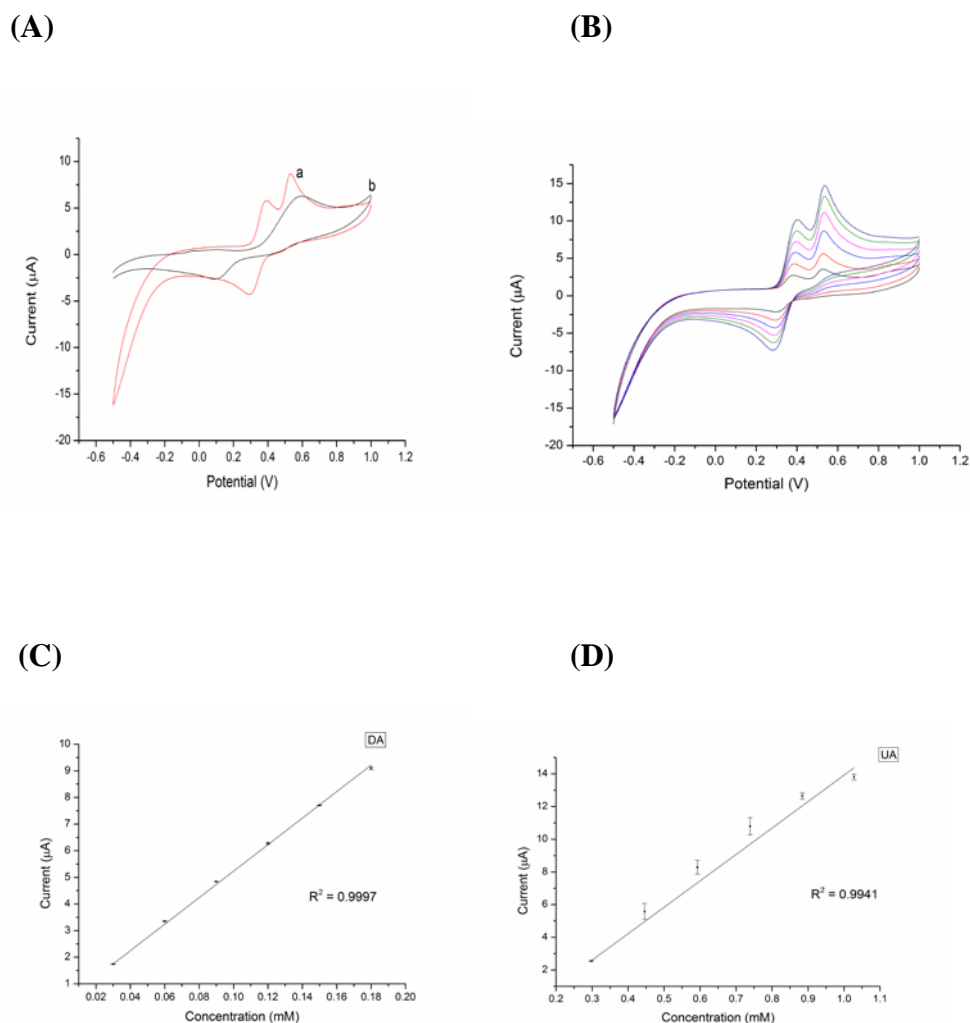 (A)
(B)
a
b
10
5
0
-5
-10
-15
-20
Current (µA)
-0.6 -0.4 -0.2 0.0 0.2 0.4 0.6 0.8 1.0 1.2
Potential (V)
15
10
5
0
-5
-10
-15
-20
Current (µA)
-0.6 -0.4 -0.2 0.0 0.2 0.4 0.6 0.8 1.0 1.2
Potential (V)
(C)
(D)
DA
10
9
8
7
6
5
4
3
2
1
Current (µA)
R² = 0.9997
0.02 0.04 0.06 0.08 0.10 0.12 0.14 0.16 0.18 0.20
Concentration (mM)
UA
14
12
10
8
6
4
2
Current (µA)
R² = 0.9941
0.2 0.3 0.4 0.5 0.6 0.7 0.8 0.9 1.0 1.1
Concentration (mM)